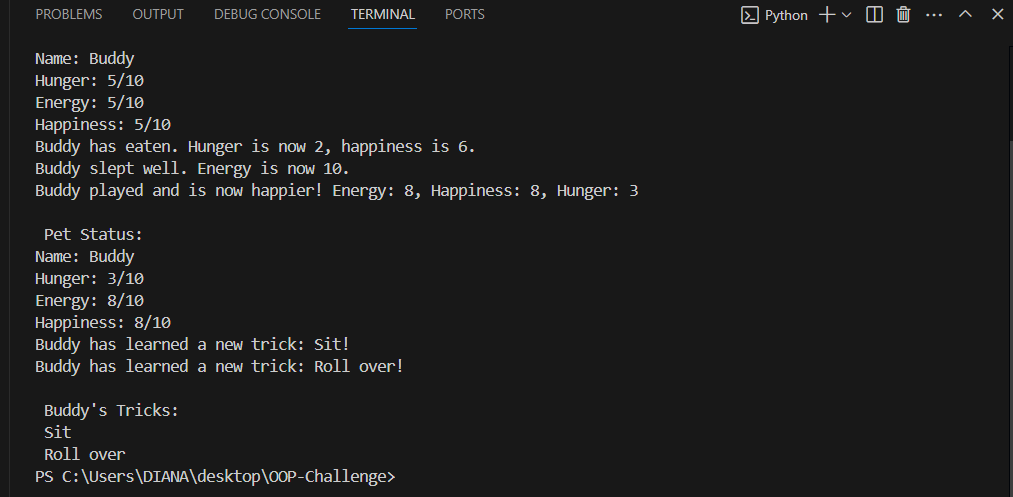 PROBLEMS OUTPUT DEBUG CONSOLE TERMINAL PORTS Python
Name: Buddy
Hunger: 5/10
Energy: 5/10
Happiness: 5/10
Buddy has eaten. Hunger is now 2, happiness is 6.
Buddy slept well. Energy is now 10.
Buddy played and is now happier! Energy: 8, Happiness: 8, Hunger: 3
Pet Status:
Name: Buddy
Hunger: 3/10
Energy: 8/10
Happiness: 8/10
Buddy has learned a new trick: Sit!
Buddy has learned a new trick: Roll over!
Buddy's Tricks:
Sit
Roll over
PS C:\Users\DIANA\desktop\OOP-Challenge>